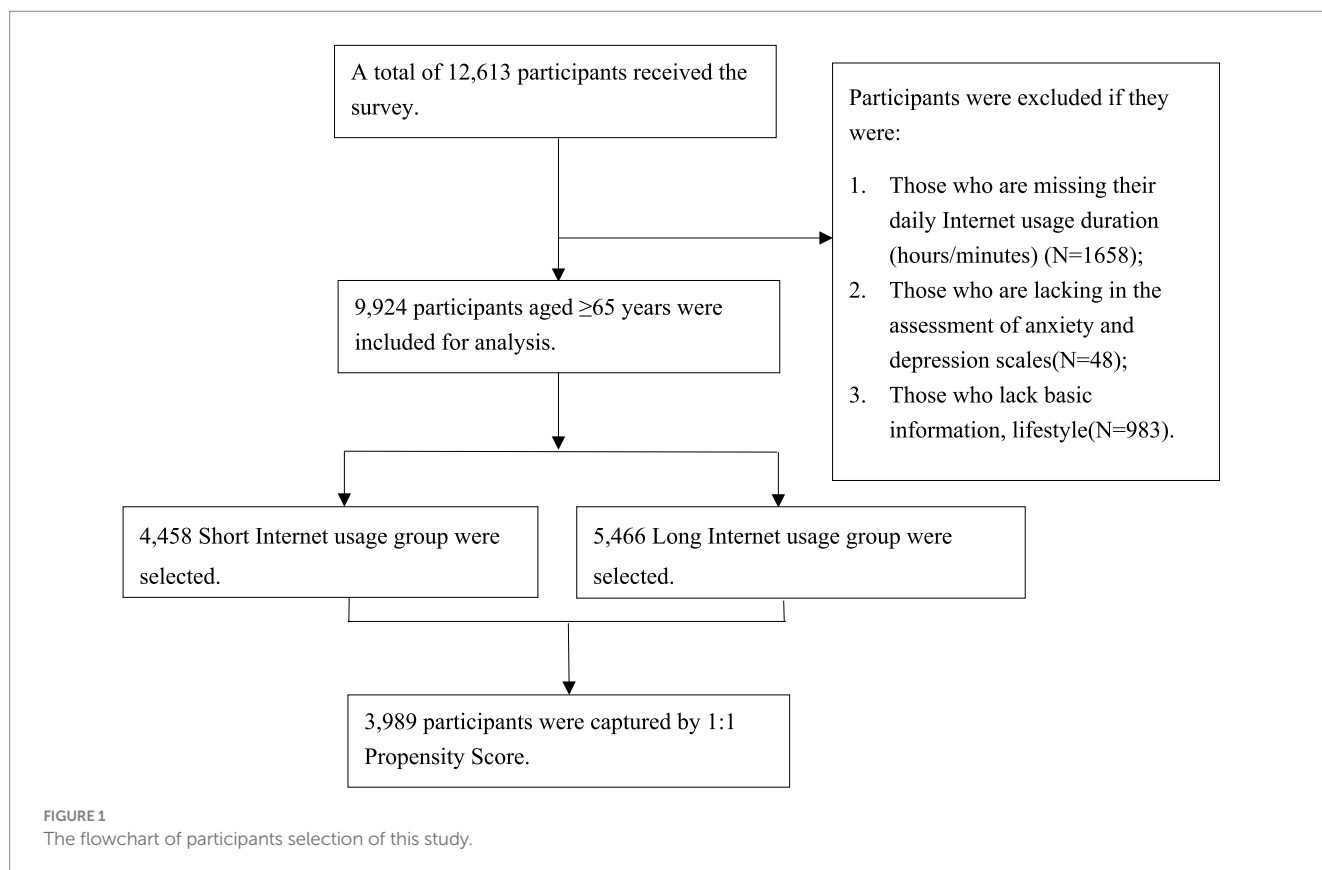 A total of 12,613 participants received the
survey.
Participants were excluded if they
were:
1. Those who are missing their
daily Internet usage duration
(hours/minutes) (N=1658);
2. Those who are lacking in the
assessment of anxiety and
depression scales(N=48);
3. Those who lack basic
information, lifestyle(N=983).
9,924 participants aged ≥65 years were
included for analysis.
4,458 Short Internet usage group were
selected.
5,466 Long Internet usage group were
selected.
3,989 participants were captured by 1:1
Propensity Score.
FIGURE 1
The flowchart of participants selection of this study.